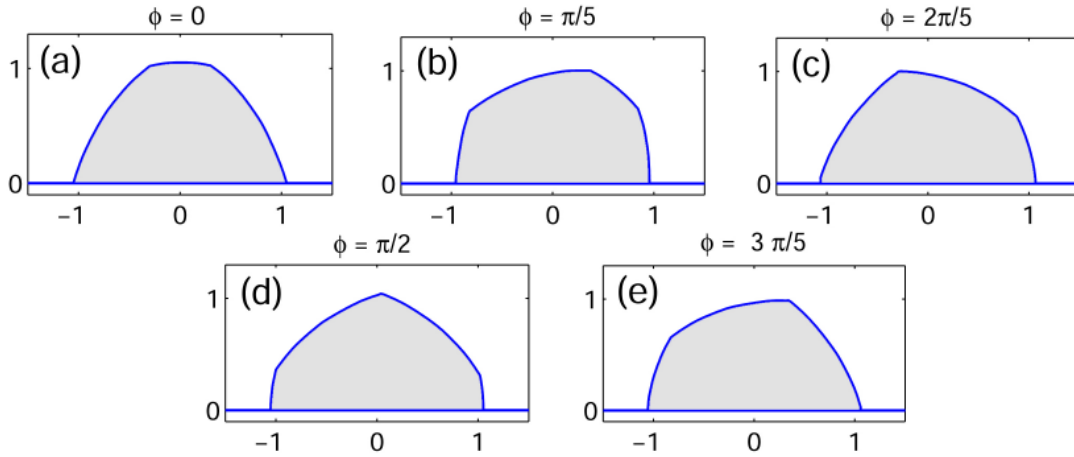 ϕ = 0
ϕ = π/5
ϕ = 2π/5
(a)
(b)
(c)
1
0
−1 0 1
1
0
−1 0 1
1
0
−1 0 1
ϕ = π/2
ϕ = 3 π/5
(d)
(e)
1
0
−1 0 1
1
0
−1 0 1